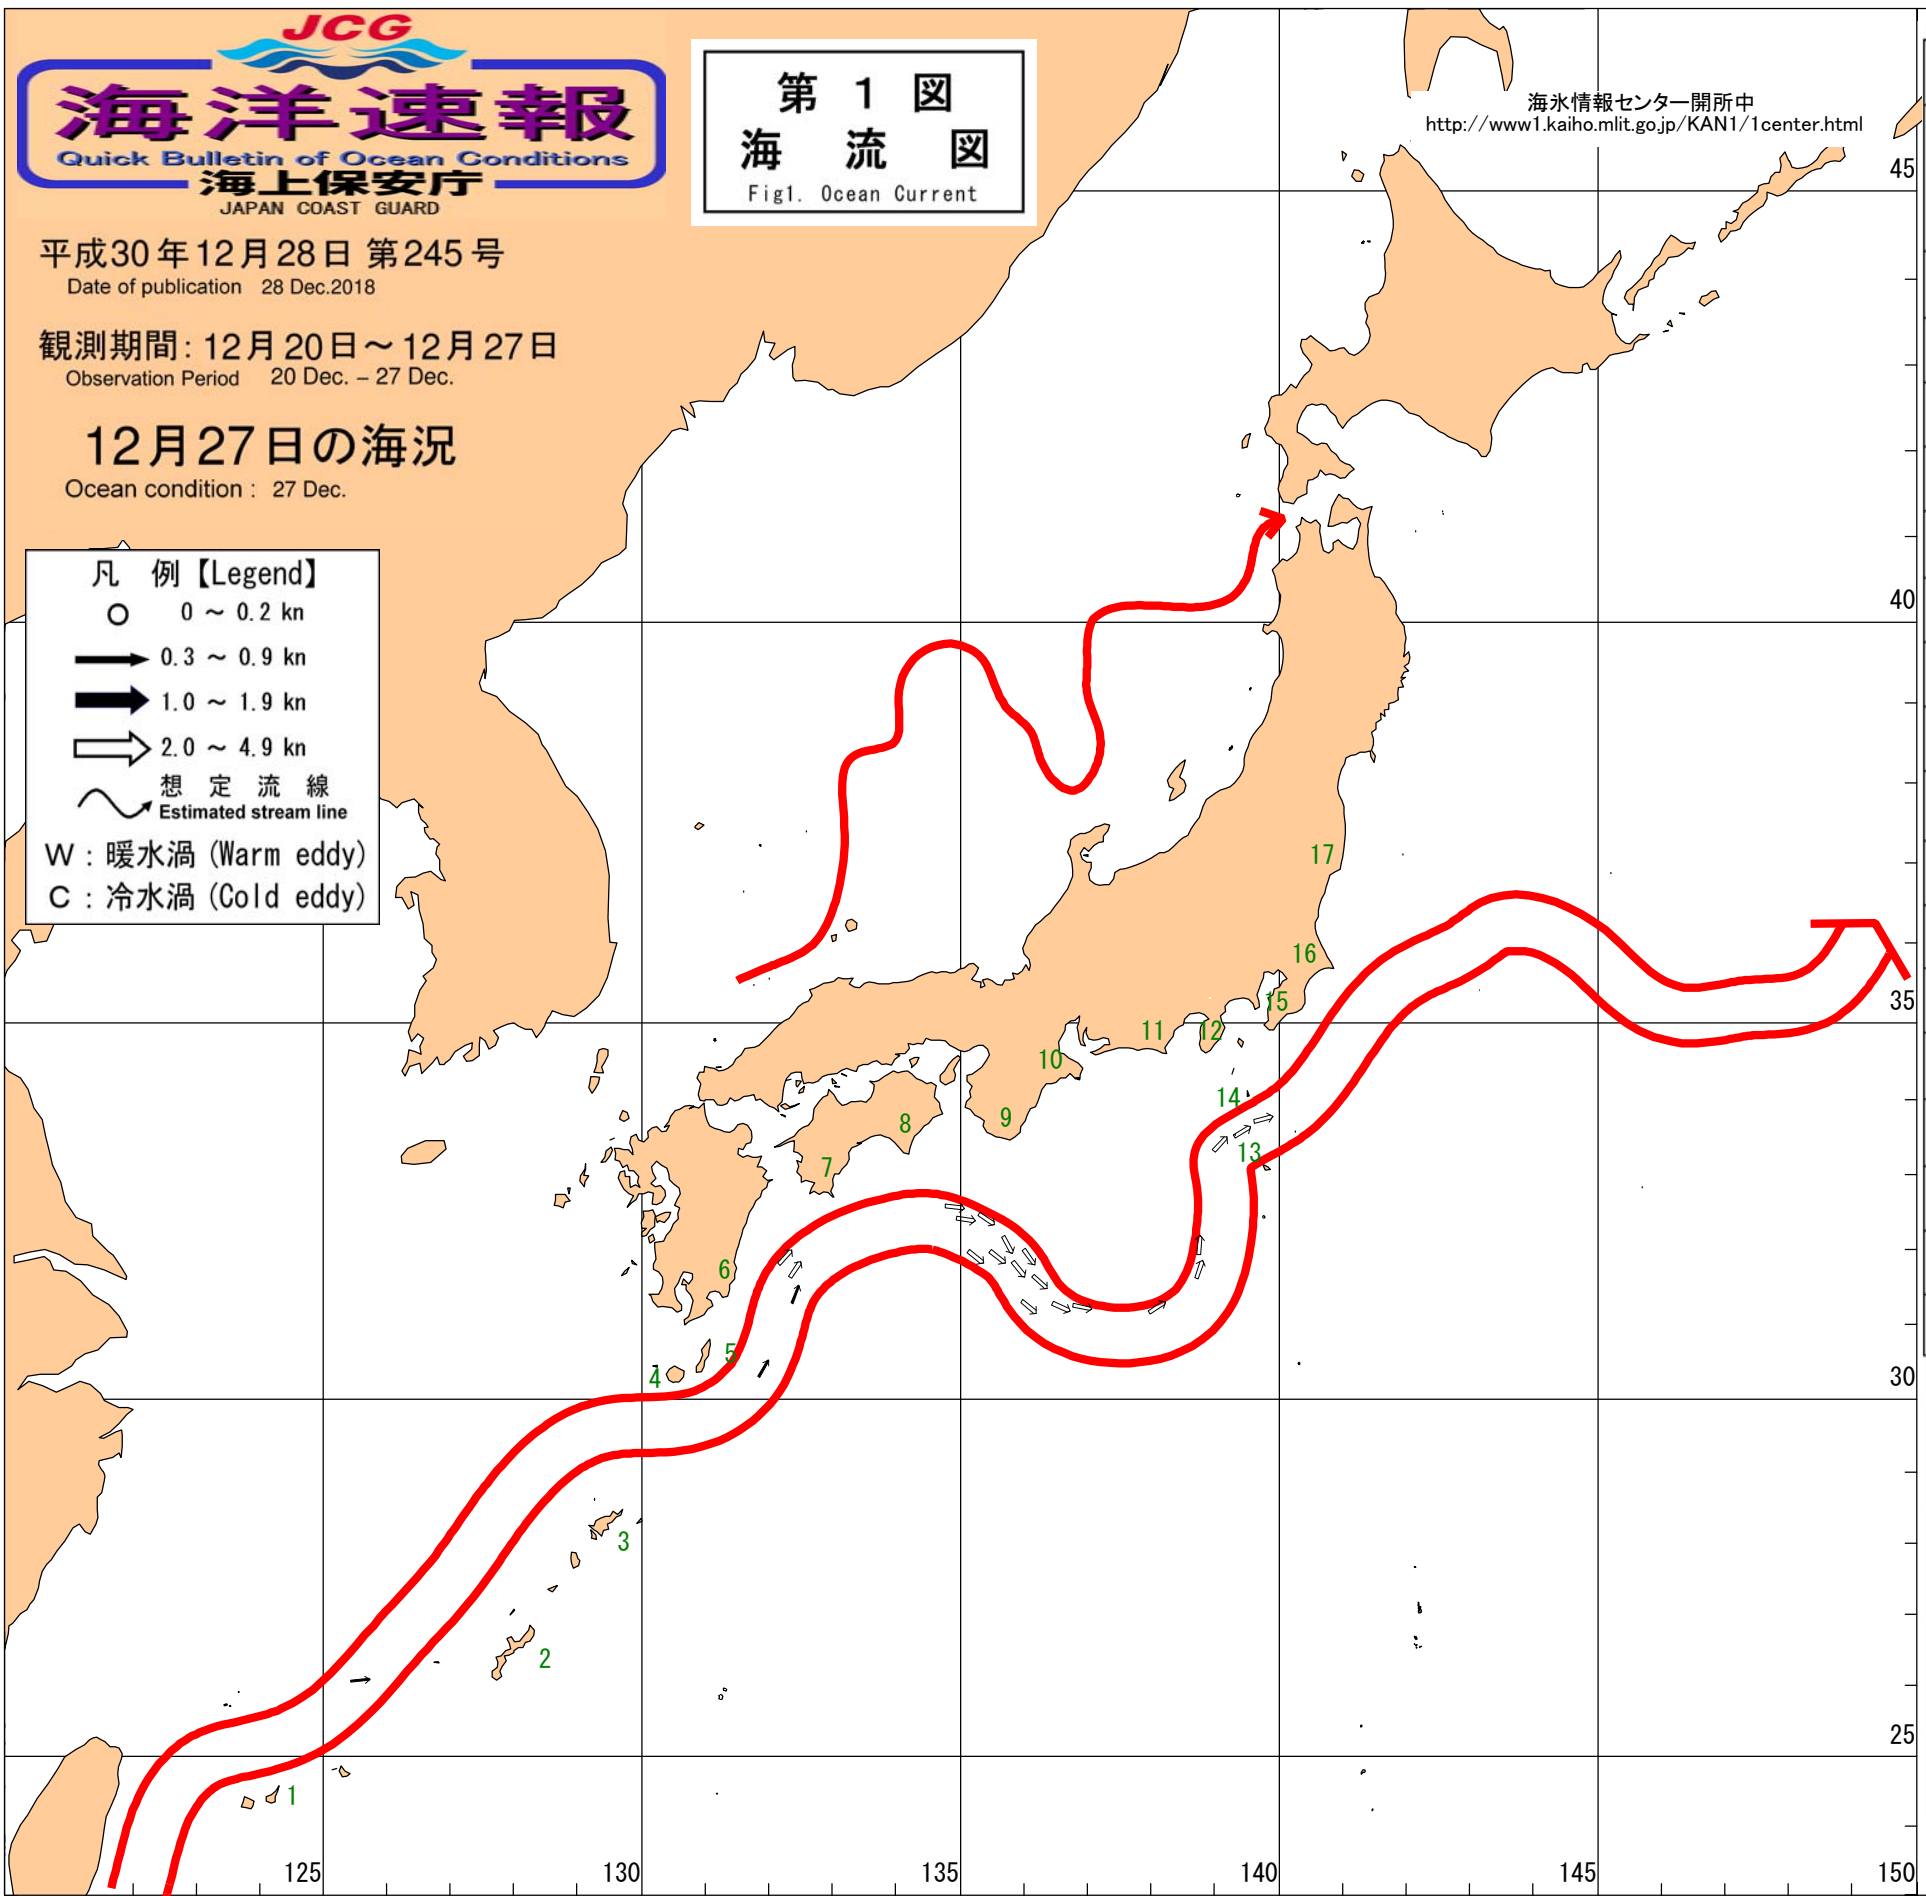 JCG
海洋速報
Quick Bulletin of Ocean Conditions
海上保安庁
JAPAN COAST GUARD
第 1 図
海 流 図
Fig1. Ocean Current
海氷情報センター開所中
http://www1.kaiho.mlit.go.jp/KAN1/1center.html
平成30年12月28日 第245号
Date of publication 28 Dec.2018
観測期間: 12月20日～12月27日
Observation Period 20 Dec. – 27 Dec.
12月27日の海況
Ocean condition : 27 Dec.
凡 例【Legend】
0 ～ 0.2 kn
0.3 ～ 0.9 kn
1.0 ～ 1.9 kn
2.0 ～ 4.9 kn
想 定 流 線
Estimated stream line
W : 暖水渦 (Warm eddy)
C : 冷水渦 (Cold eddy)
45
40
17
16
35
15
11
12
10
14
9
8
13
7
6
5
4
30
3
2
25
1
125
130
135
140
145
150